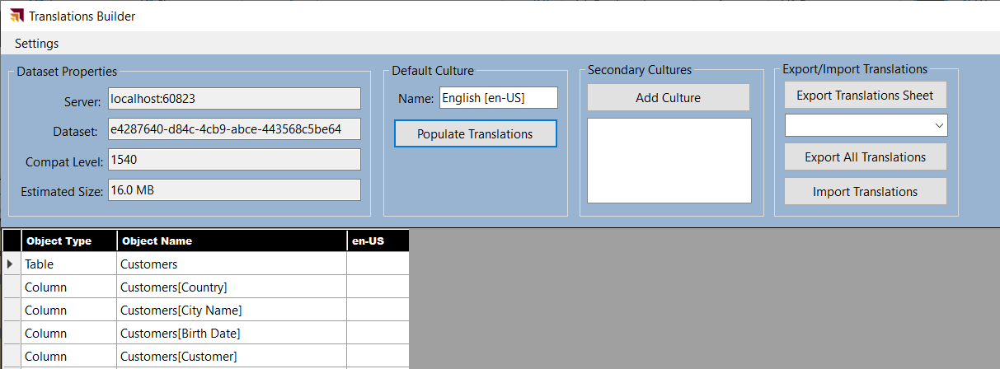 Translations Builder
Settings
Dataset Properties
Server: localhost:60823
Dataset: e4287640-d84c-4cb9-abce-443568c5be64
Compat Level: 1540
Estimated Size: 16.0 MB
Default Culture
Name: English [en-US]
Populate Translations
Secondary Cultures
Add Culture
Export/Import Translations
Export Translations Sheet
Export All Translations
Import Translations
Object Type Object Name en-US
Table Customers
Column Customers[Country]
Column Customers[City Name]
Column Customers[Birth Date]
Column Customers[Customer]